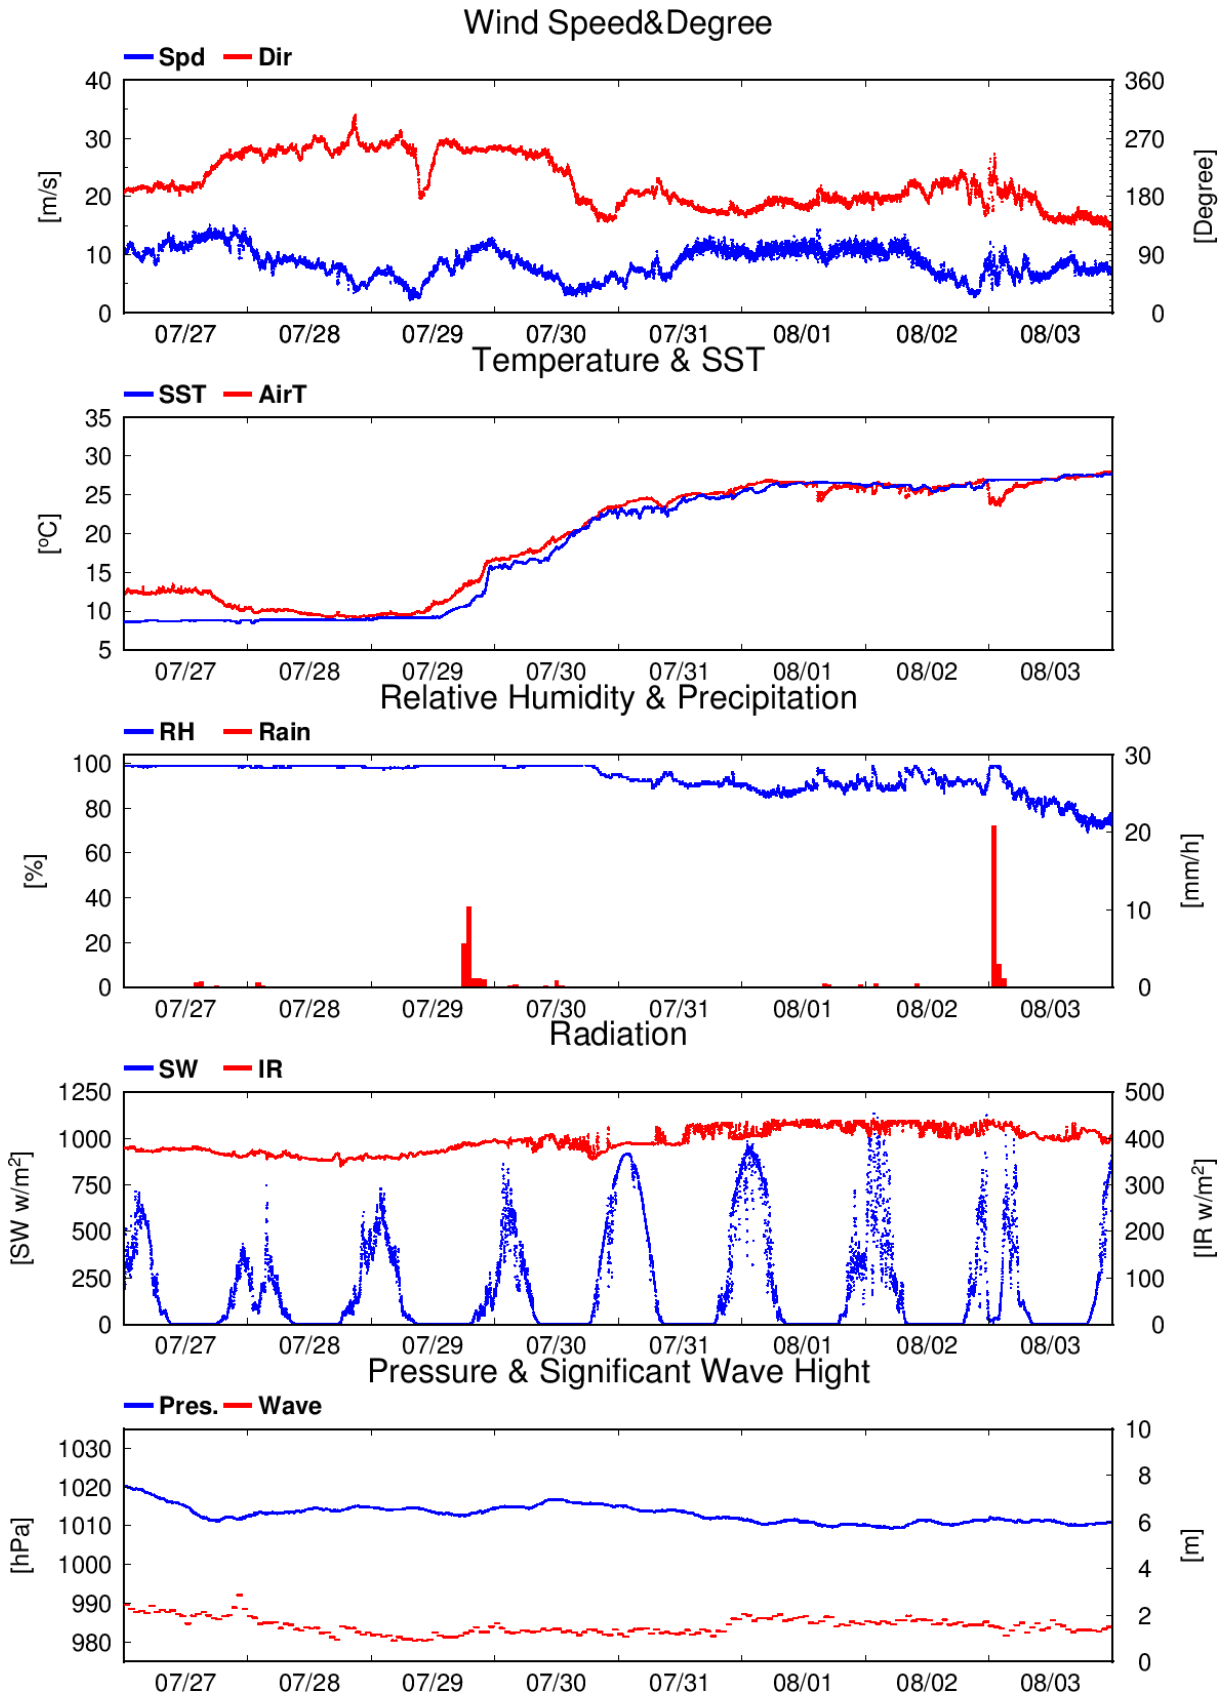 Wind Speed&Degree
Spd Dir
40 360
30 270
20 180
10 90
0 0
[m/s] [Degree]
07/27 07/28 07/29 07/30 07/31 08/01 08/02 08/03
Temperature & SST
SST AirT
35
30
25
20
15
10
5
[ºC]
07/27 07/28 07/29 07/30 07/31 08/01 08/02 08/03
Relative Humidity & Precipitation
RH Rain
100 30
80 20
60
40 10
20
0 0
[%] [mm/h]
07/27 07/28 07/29 07/30 07/31 08/01 08/02 08/03
Radiation
SW IR
1250 500
1000 400
750 300
500 200
250 100
0 0
[SW w/m²] [IR w/m²]
07/27 07/28 07/29 07/30 07/31 08/01 08/02 08/03
Pressure & Significant Wave Hight
Pres. Wave
1030 10
1020 8
1010 6
1000 4
990 2
980 0
[hPa] [m]
07/27 07/28 07/29 07/30 07/31 08/01 08/02 08/03